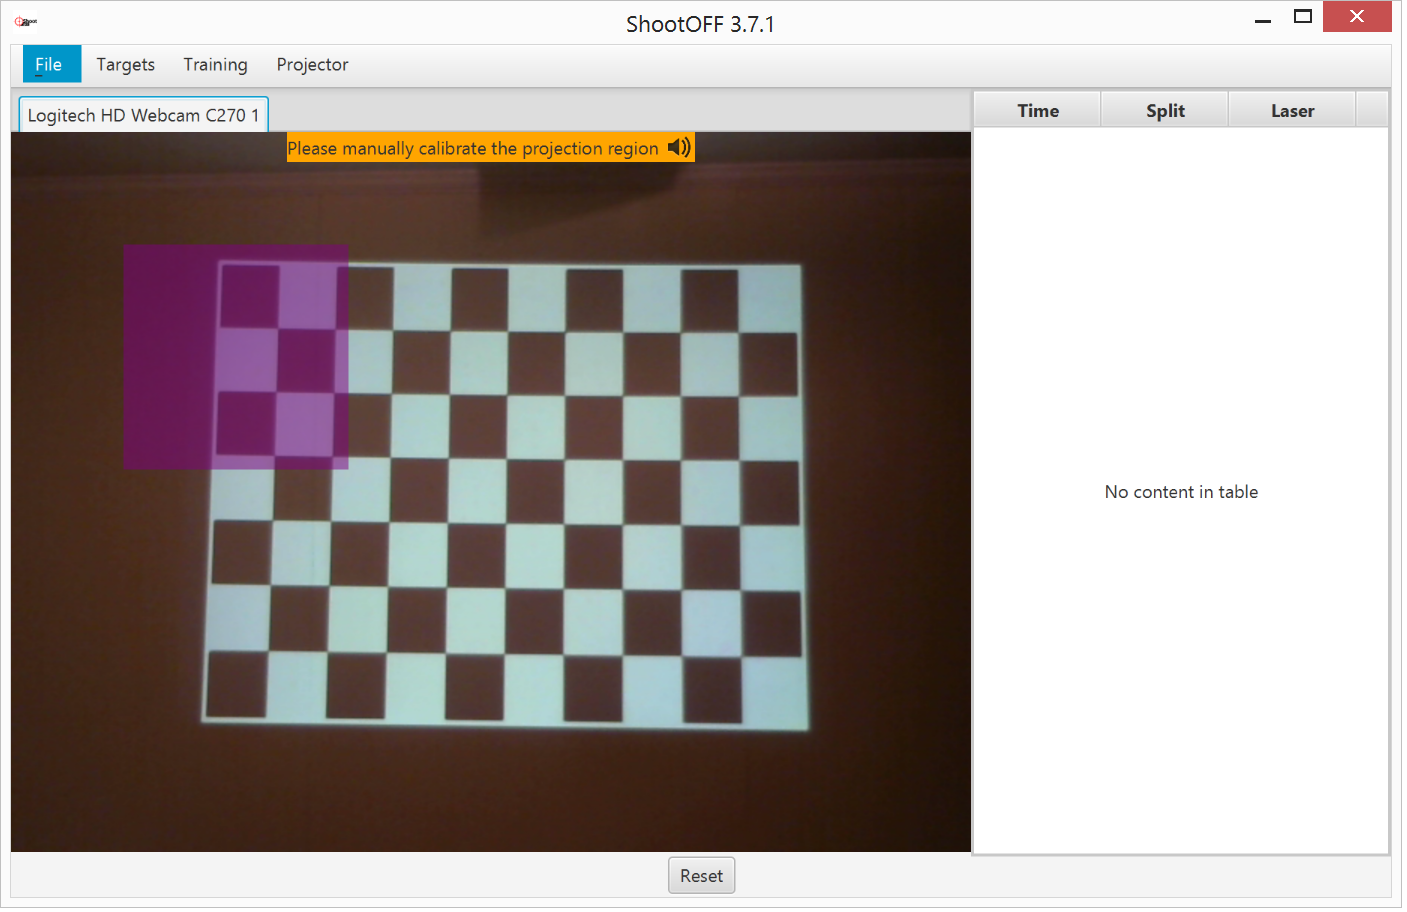 ShootOFF 3.7.1
File Targets Training Projector
Logitech HD Webcam C270 1
Time Split Laser
Please manually calibrate the projection region
No content in table
Reset